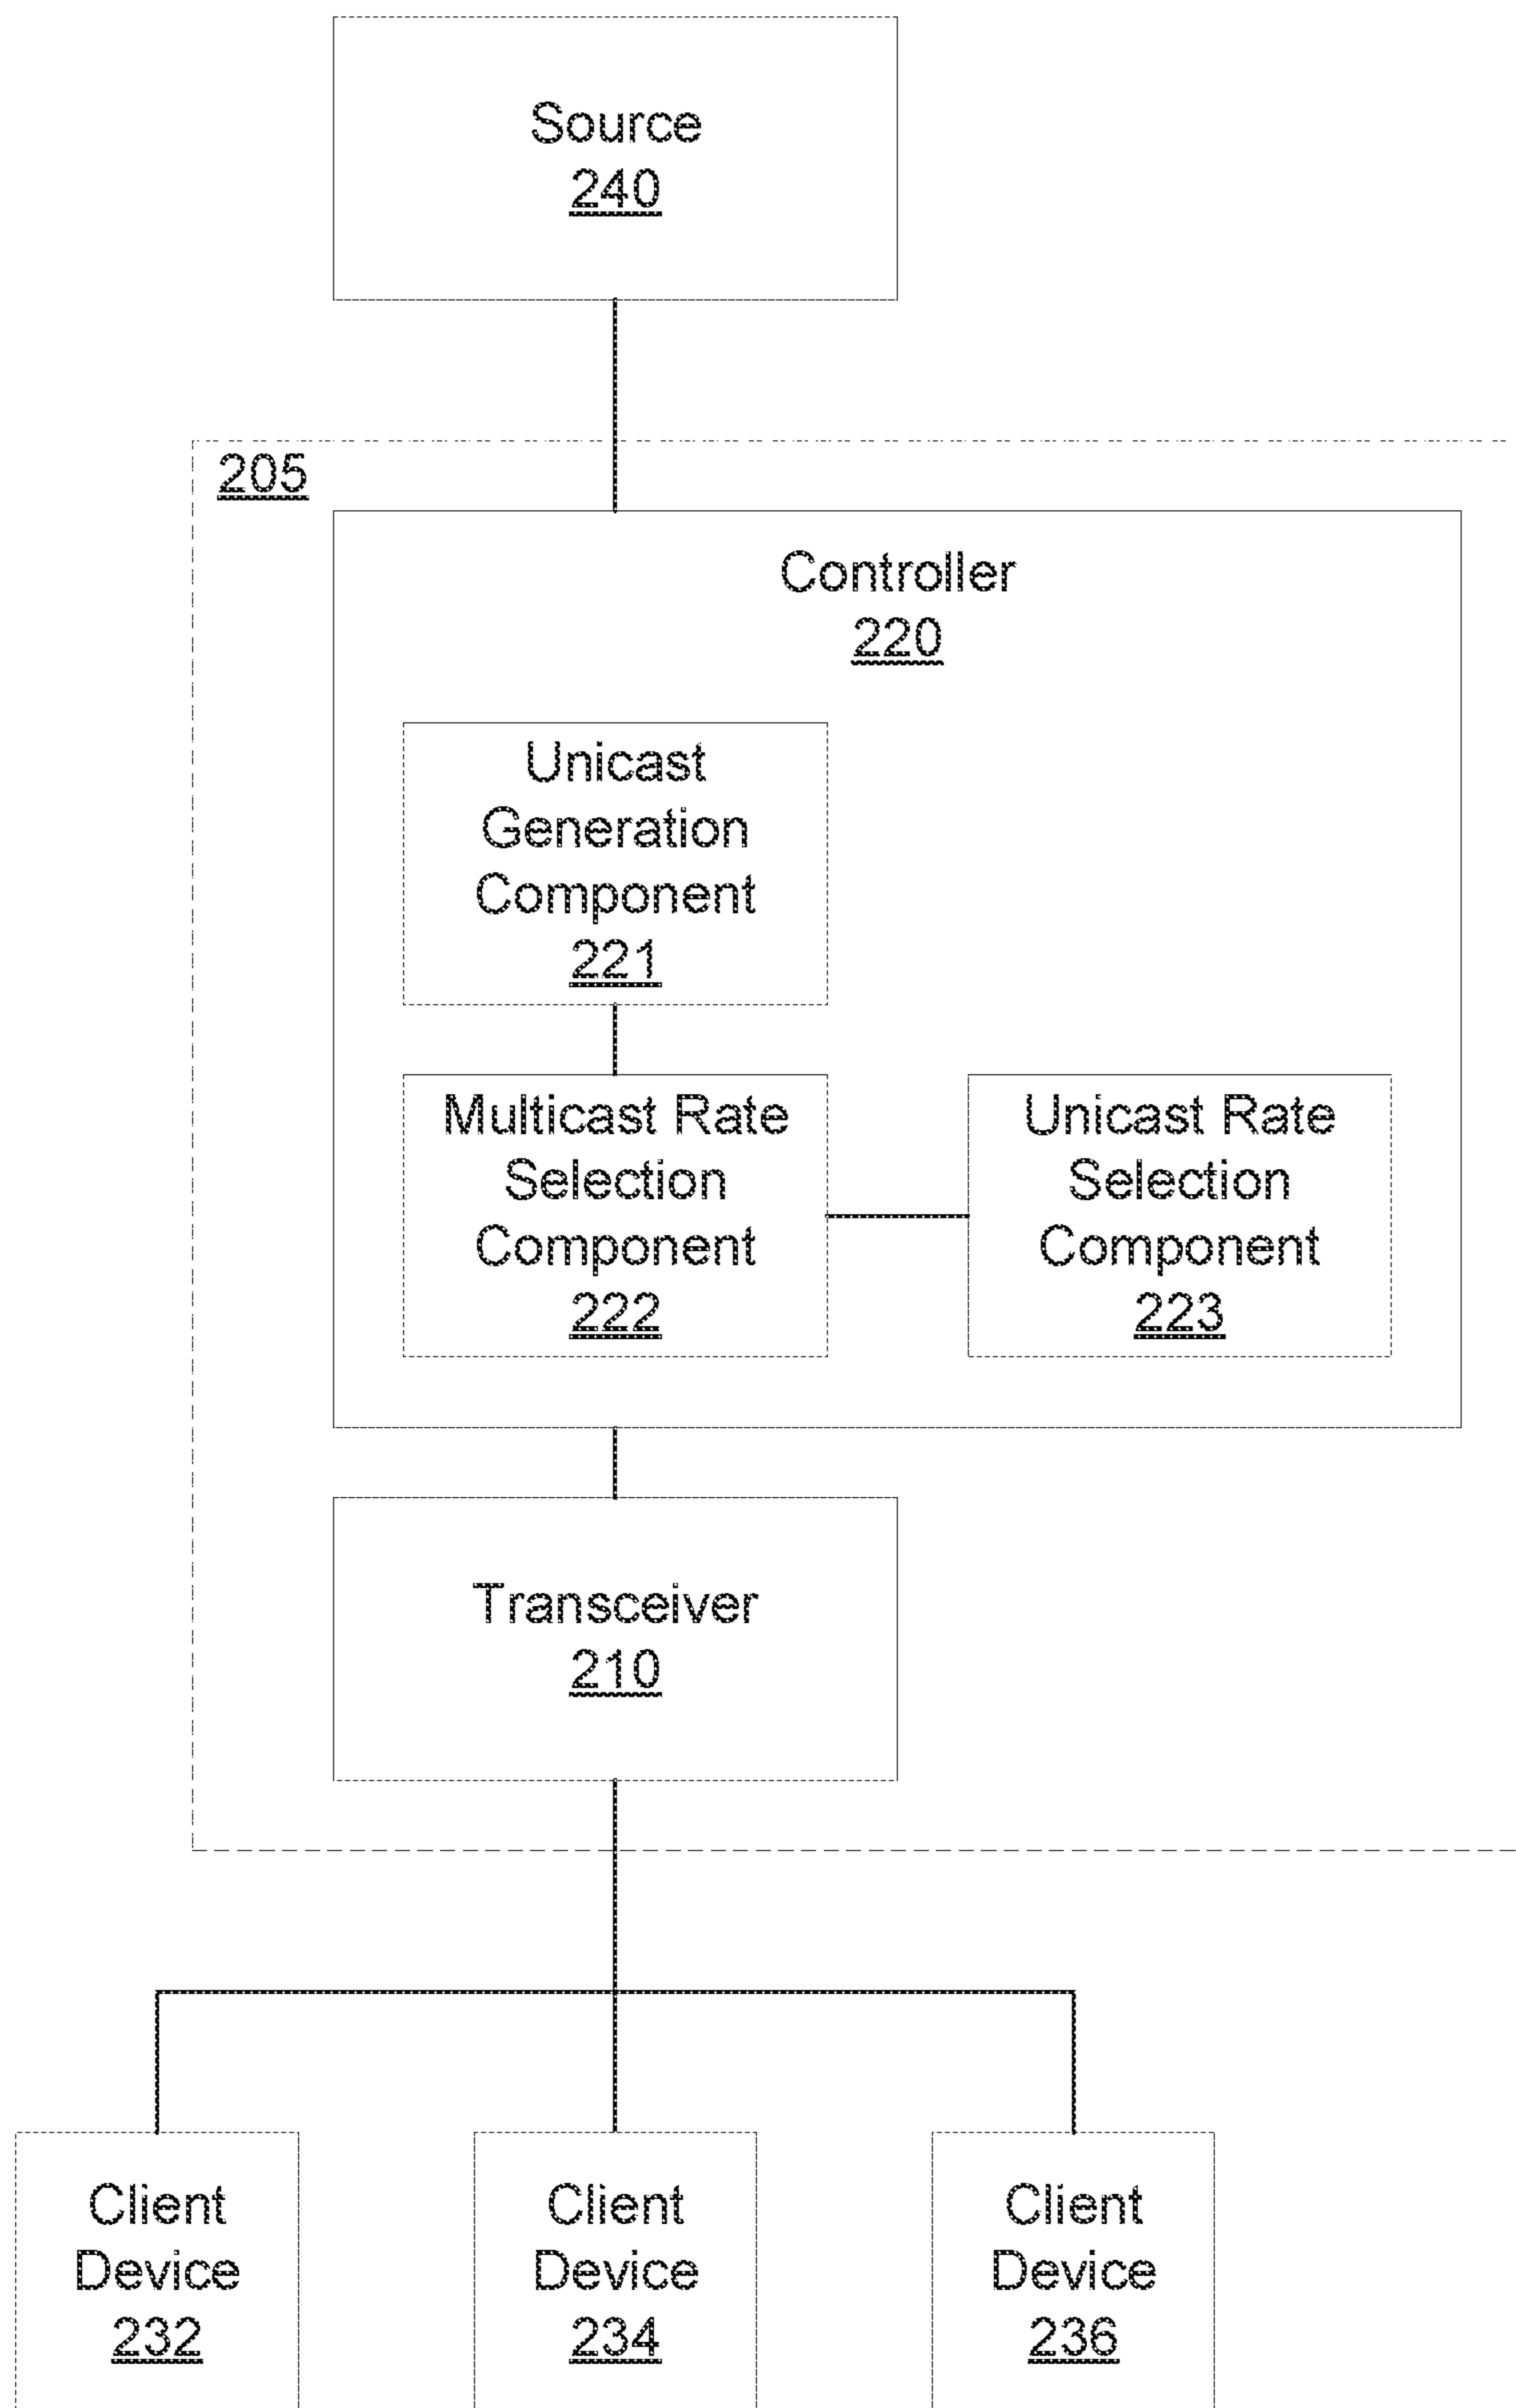 Source
240
205
Controller
220
Unicast
Generation
Component
221
Multicast Rate
Selection
Component
222
Unicast Rate
Selection
Component
223
Transceiver
210
Client
Device
232
Client
Device
234
Client
Device
236